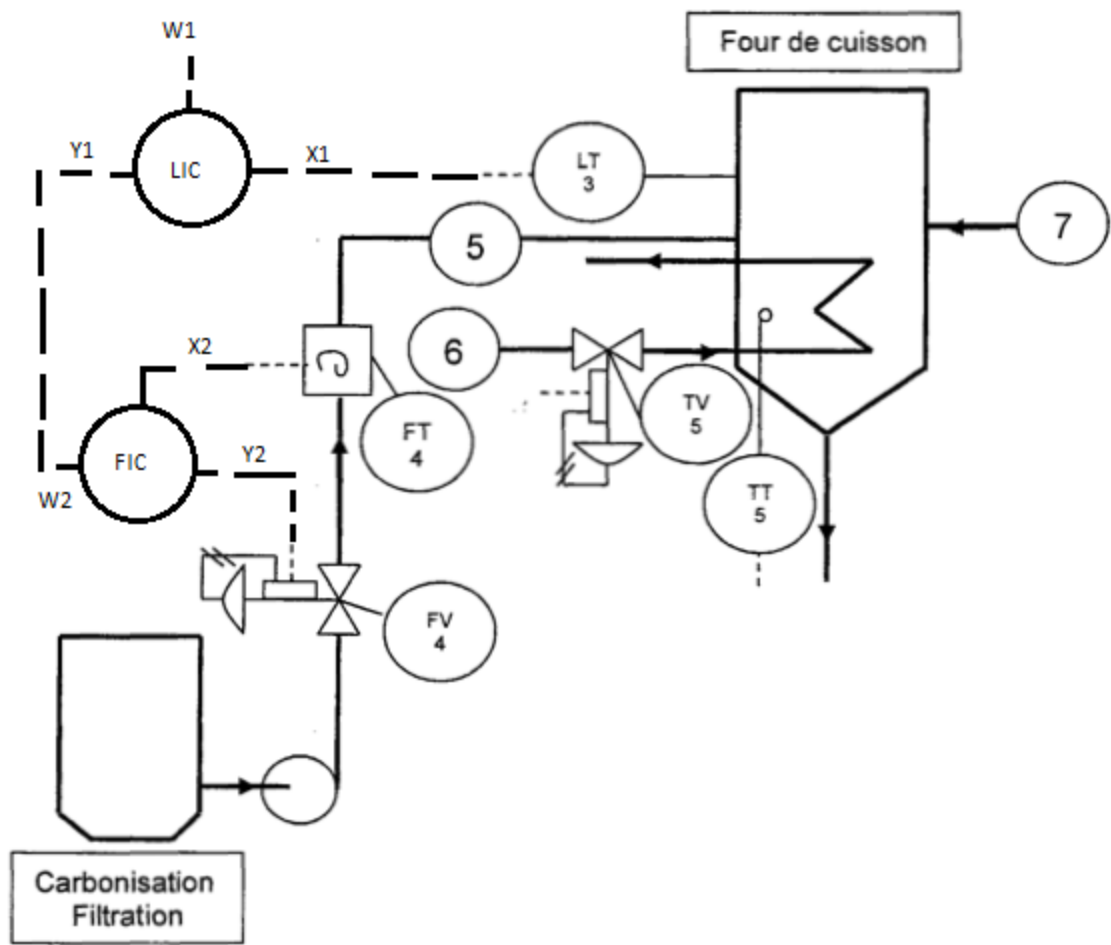 W1
Four de cuisson
Y1
LIC
X1
LT
3
5
7
X2
6
FT
4
TV
5
FIC
Y2
W2
TT
5
FV
4
Carbonisation
Filtration